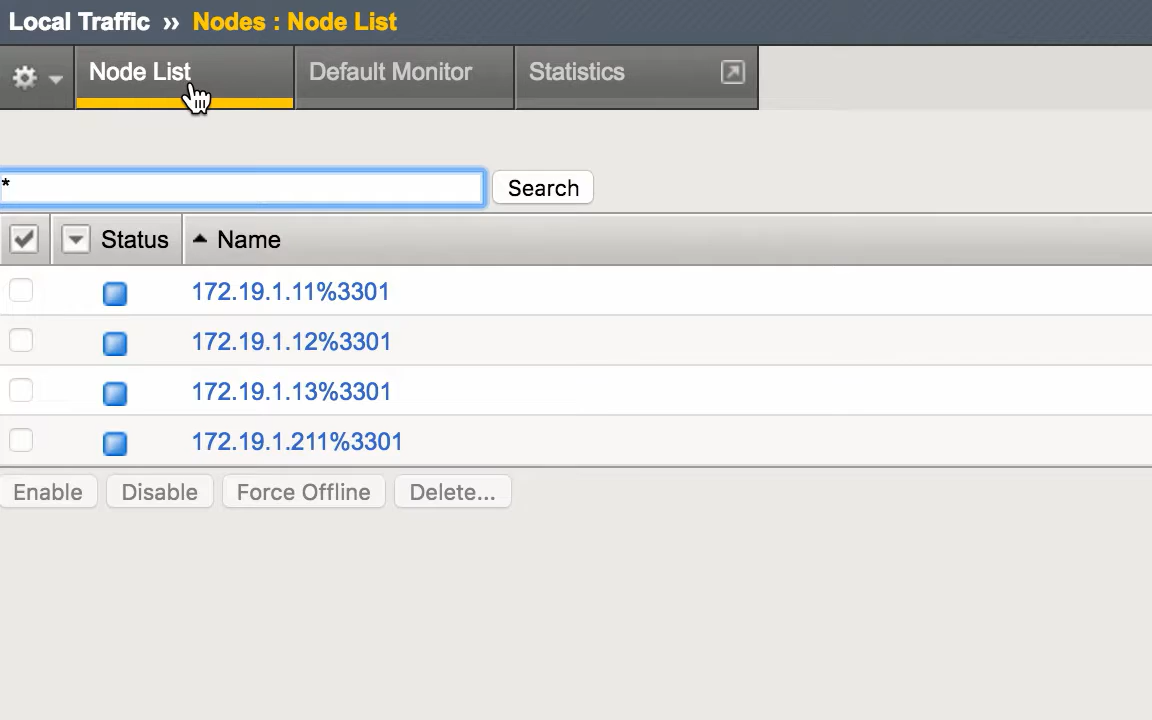 Local Traffic ›› Nodes : Node List
Node List Default Monitor Statistics
* Search
Status Name
172.19.1.11%3301
172.19.1.12%3301
172.19.1.13%3301
172.19.1.211%3301
Enable Disable Force Offline Delete...